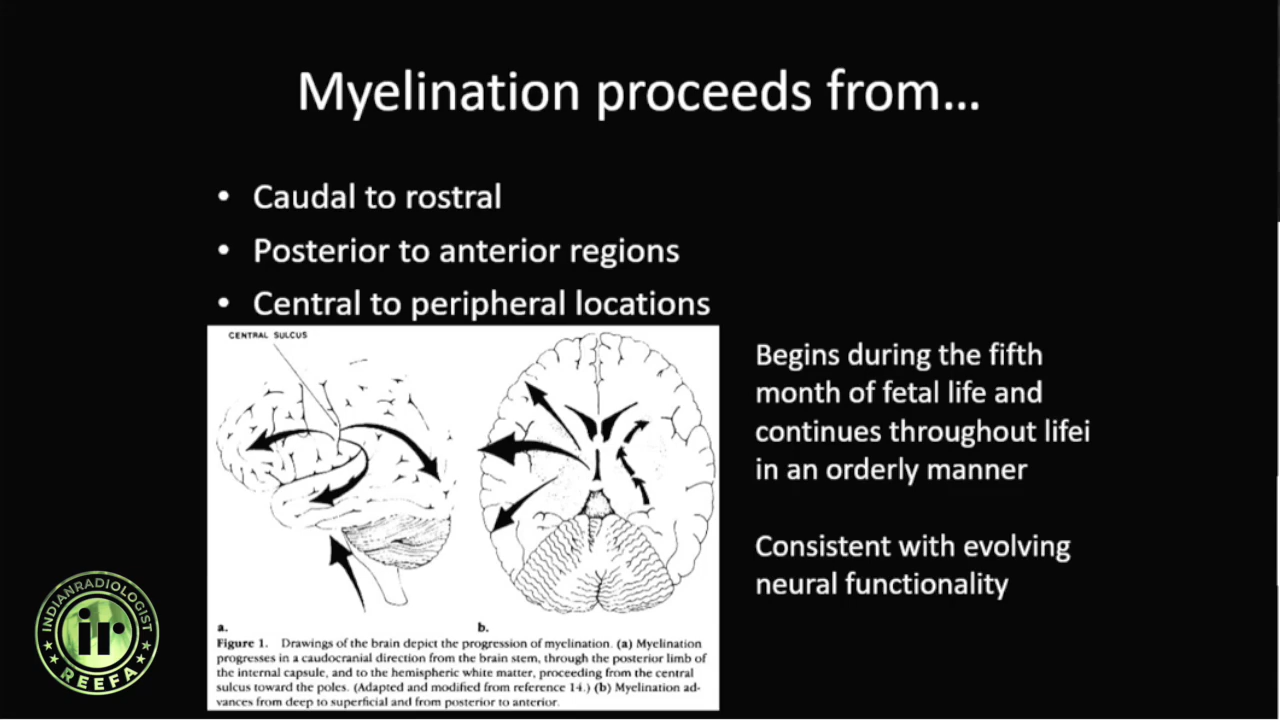 Myelination proceeds from...
• Caudal to rostral
• Posterior to anterior regions
• Central to peripheral locations
CENTRAL SULCUS
a.
b.
Figure 1. Drawings of the brain depict the progression of myelination. (a) Myelination
progresses in a caudocranial direction from the brain stem, through the posterior limb of
the internal capsule, and to the hemispheric white matter, proceeding from the central
sulcus toward the poles. (Adapted and modified from reference 14.) (b) Myelination ad-
vances from deep to superficial and from posterior to anterior.
Begins during the fifth
month of fetal life and
continues throughout lifei
in an orderly manner
Consistent with evolving
neural functionality
INDIANRADIOLOGIST
ir
REEFA